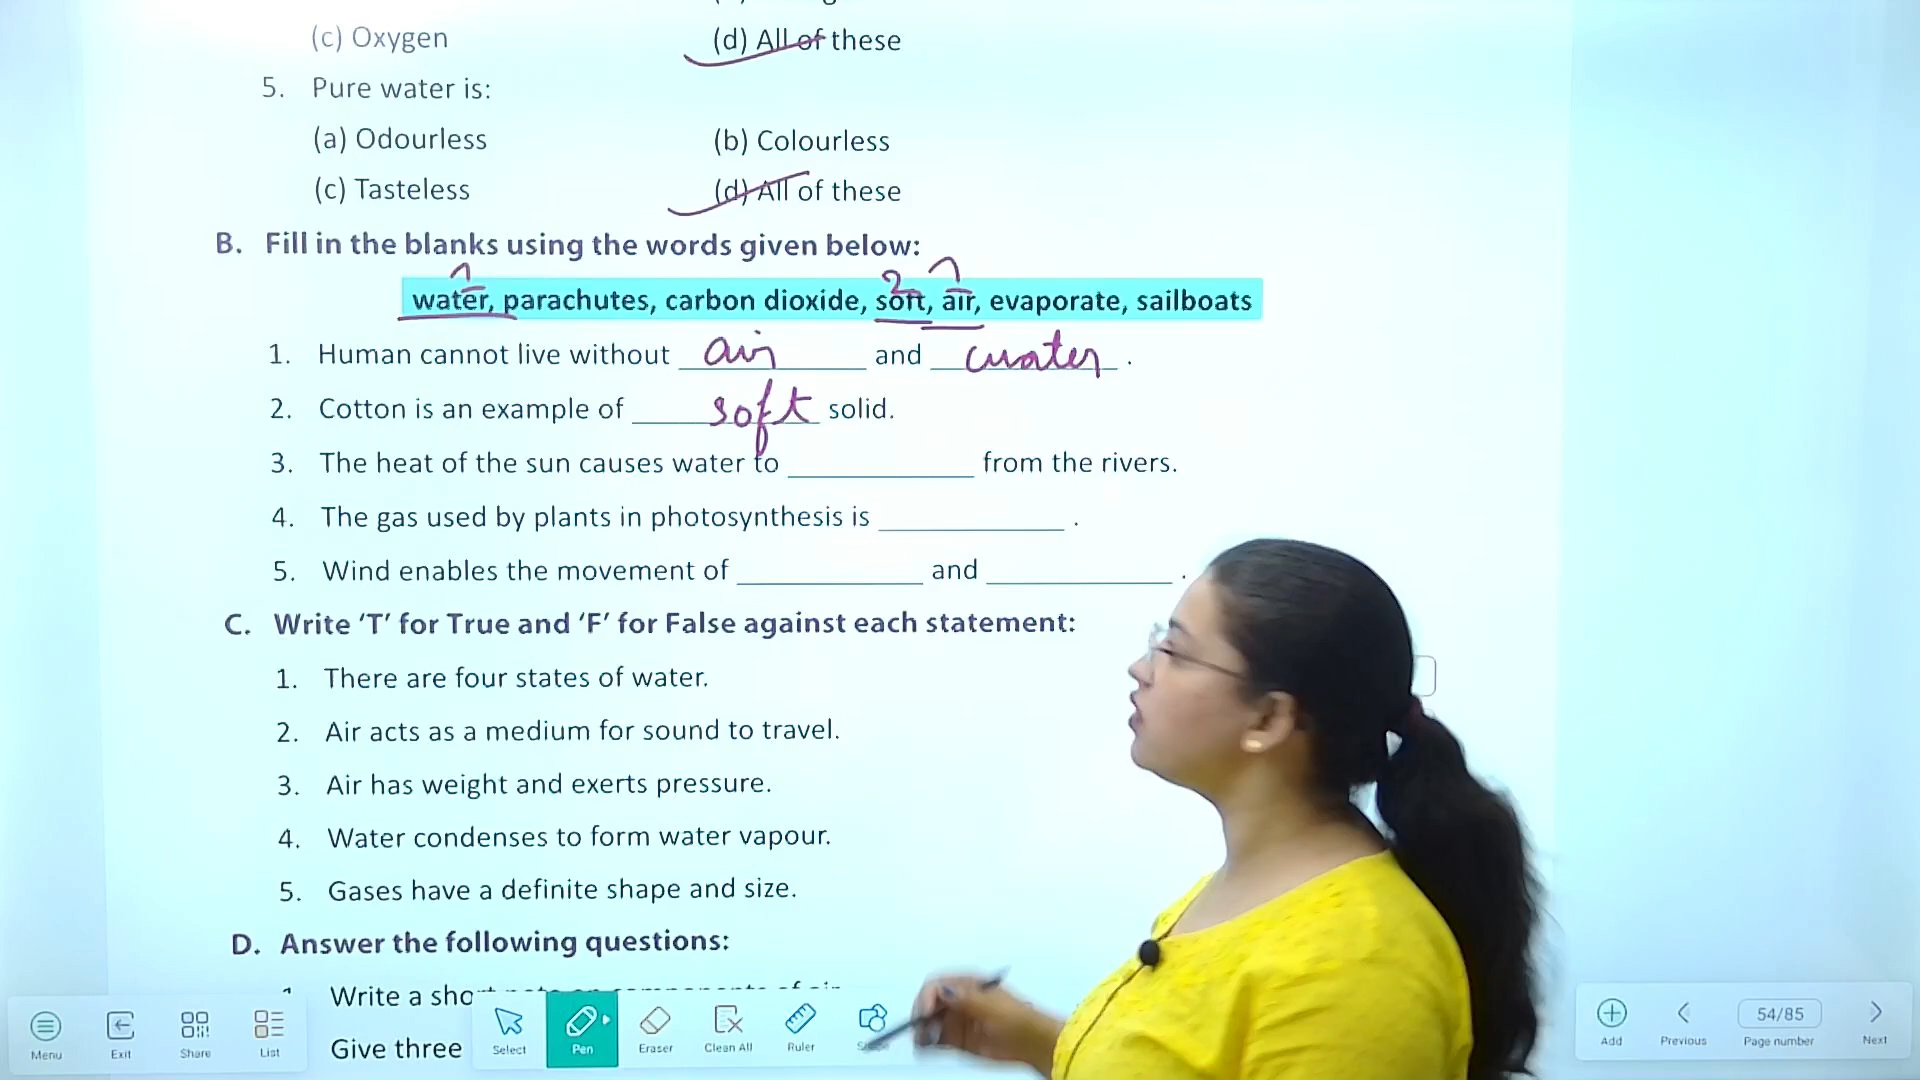 (c) Oxygen (d) All of these
5. Pure water is:
(a) Odourless (b) Colourless
(c) Tasteless (d) All of these
B. Fill in the blanks using the words given below:
water, parachutes, carbon dioxide, soft, air, evaporate, sailboats
1. Human cannot live without air and water .
2. Cotton is an example of soft solid.
3. The heat of the sun causes water to ____________ from the rivers.
4. The gas used by plants in photosynthesis is ____________ .
5. Wind enables the movement of ____________ and ____________ .
C. Write ‘T’ for True and ‘F’ for False against each statement:
1. There are four states of water.
2. Air acts as a medium for sound to travel.
3. Air has weight and exerts pressure.
4. Water condenses to form water vapour.
5. Gases have a definite shape and size.
D. Answer the following questions:
Write a
Give three
Menu Exit Share List Select Pen Eraser Clean All Ruler Add Previous 54/85 Page number Next